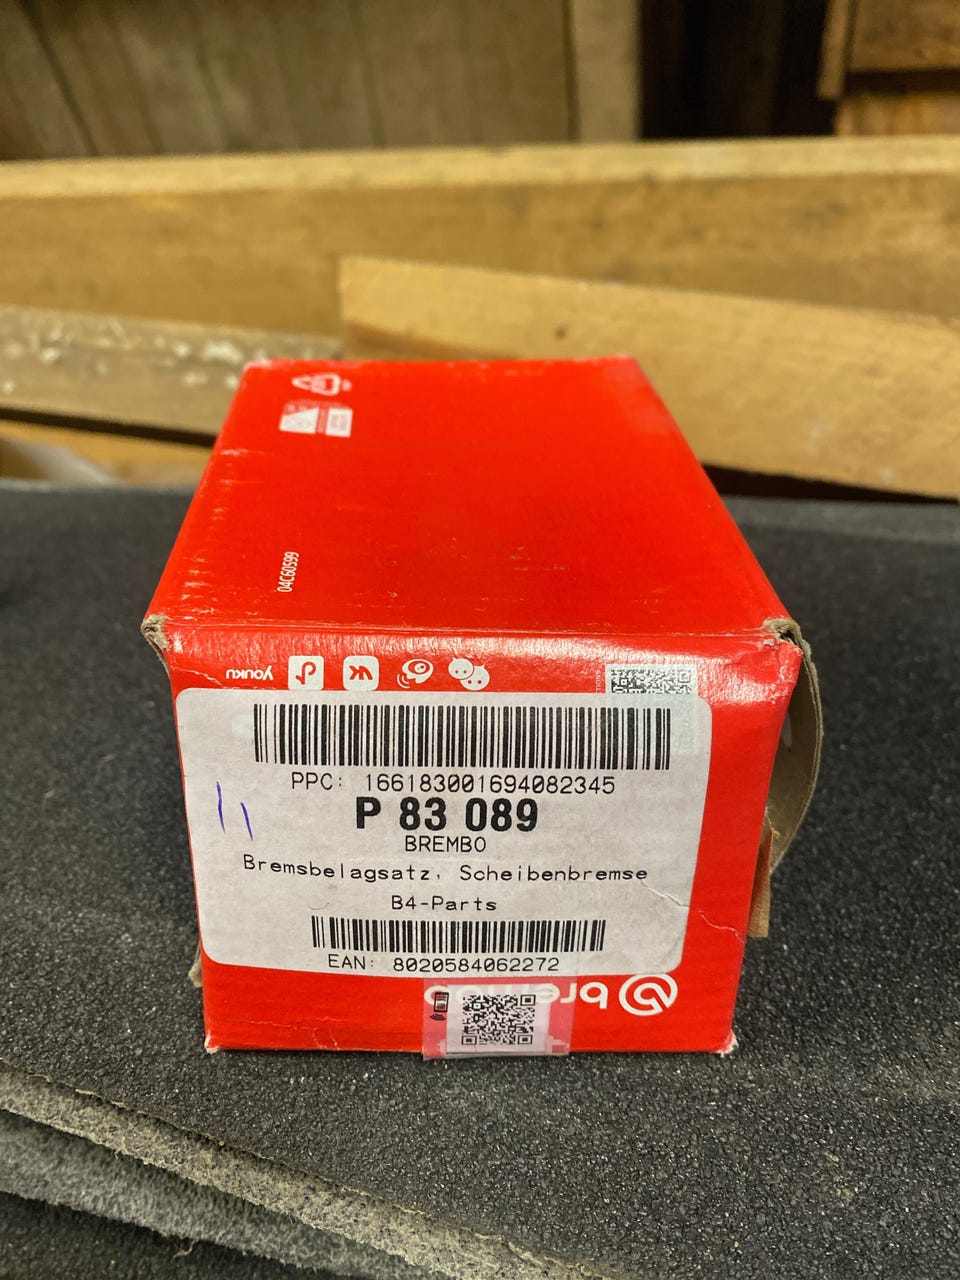 04C60599
YOUKU
PPC: 166183001694082345
P 83 089
BREMBO
Bremsbelagsatz, Scheibenbremse
B4-Parts
EAN: 8020584062272
brembo